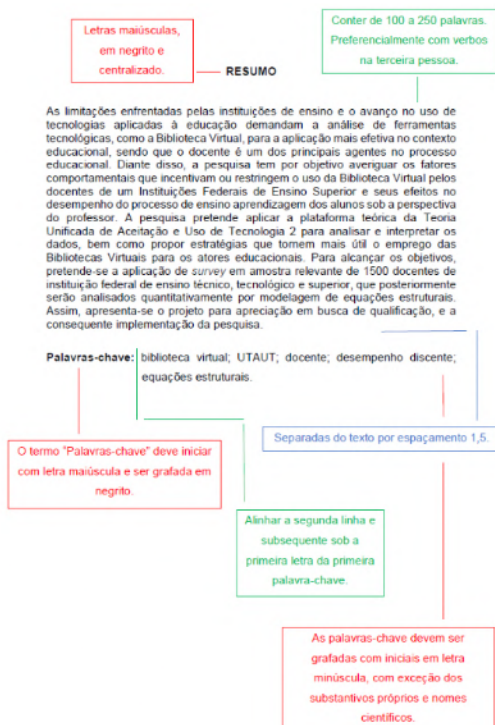 Letras maiúsculas,
em negrito e
centralizado.
Conter de 100 a 250 palavras.
Preferencialmente com verbos
na terceira pessoa.
RESUMO
As limitações enfrentadas pelas instituições de ensino e o avanço no uso de
tecnologias aplicadas à educação demandam a análise de ferramentas
tecnológicas, como a Biblioteca Virtual, para a aplicação mais efetiva no contexto
educacional, sendo que o docente é um dos principais agentes no processo
educacional. Diante disso, a pesquisa tem por objetivo averiguar os fatores
comportamentais que incentivam ou restringem o uso da Biblioteca Virtual pelos
docentes de um Instituições Federais de Ensino Superior e seus efeitos no
desempenho do processo de ensino aprendizagem dos alunos sob a perspectiva
do professor. A pesquisa pretende aplicar a plataforma teórica da Teoria
Unificada de Aceitação e Uso de Tecnologia 2 para analisar e interpretar os
dados, bem como propor estratégias que tornem mais útil o emprego das
Bibliotecas Virtuais para os atores educacionais. Para alcançar os objetivos,
pretende-se a aplicação de survey em amostra relevante de 1500 docentes de
instituição federal de ensino técnico, tecnológico e superior, que posteriormente
serão analisados quantitativamente por modelagem de equações estruturais.
Assim, apresenta-se o projeto para apreciação em busca de qualificação, e a
consequente implementação da pesquisa.
Palavras-chave: biblioteca virtual; UTAUT; docente; desempenho discente;
equações estruturais.
O termo "Palavras-chave" deve iniciar
com letra maiúscula e ser grafada em
negrito.
Separadas do texto por espaçamento 1,5.
Alinhar a segunda linha e
subsequente sob a
primeira letra da primeira
palavra-chave.
As palavras-chave devem ser
grafadas com iniciais em letra
minúscula, com exceção dos
substantivos próprios e nomes
científicos.